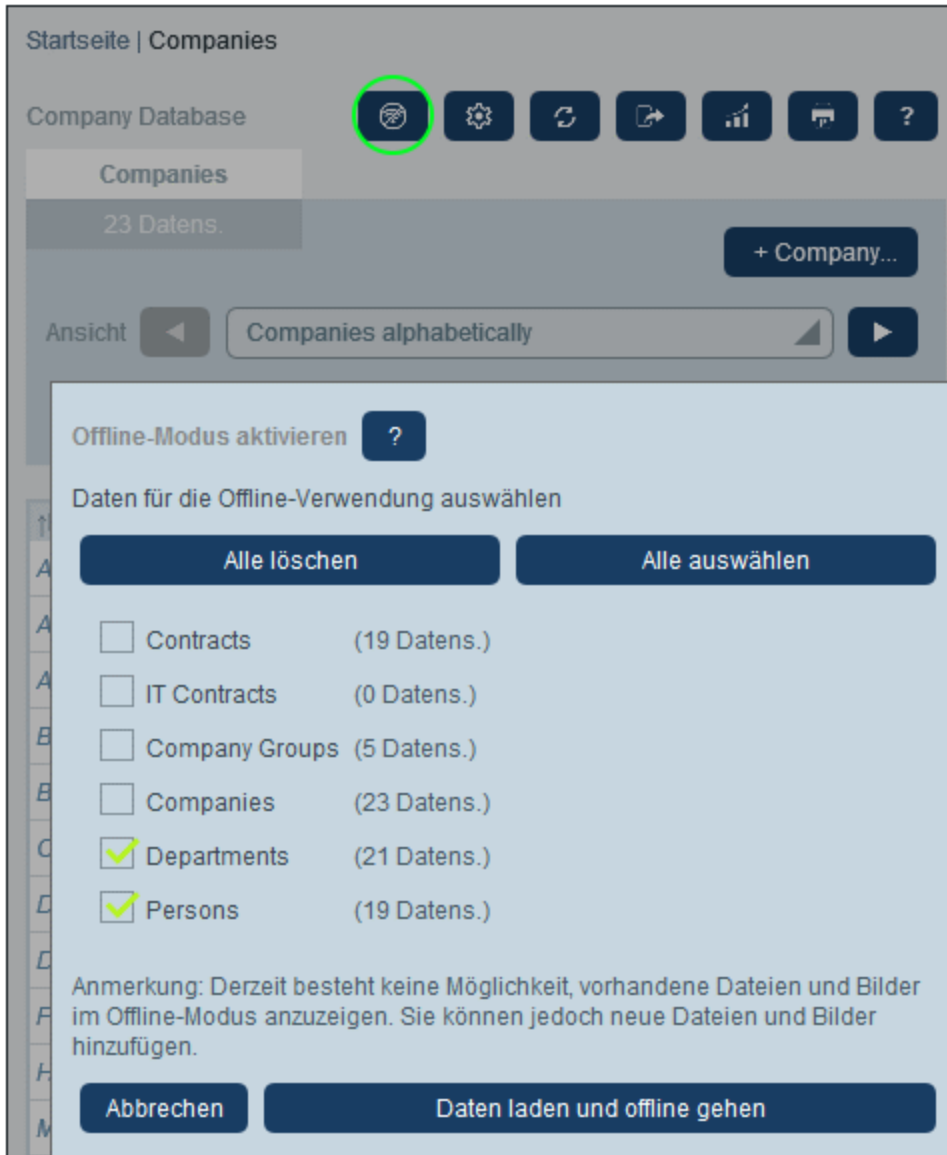 Startseite | Companies
Company Database
?
Companies
23 Datens.
+ Company...
Ansicht
Companies alphabetically
Offline-Modus aktivieren ?
Daten für die Offline-Verwendung auswählen
Alle löschen Alle auswählen
Contracts (19 Datens.)
IT Contracts (0 Datens.)
Company Groups (5 Datens.)
Companies (23 Datens.)
Departments (21 Datens.)
Persons (19 Datens.)
Anmerkung: Derzeit besteht keine Möglichkeit, vorhandene Dateien und Bilder
im Offline-Modus anzuzeigen. Sie können jedoch neue Dateien und Bilder
hinzufügen.
Abbrechen Daten laden und offline gehen